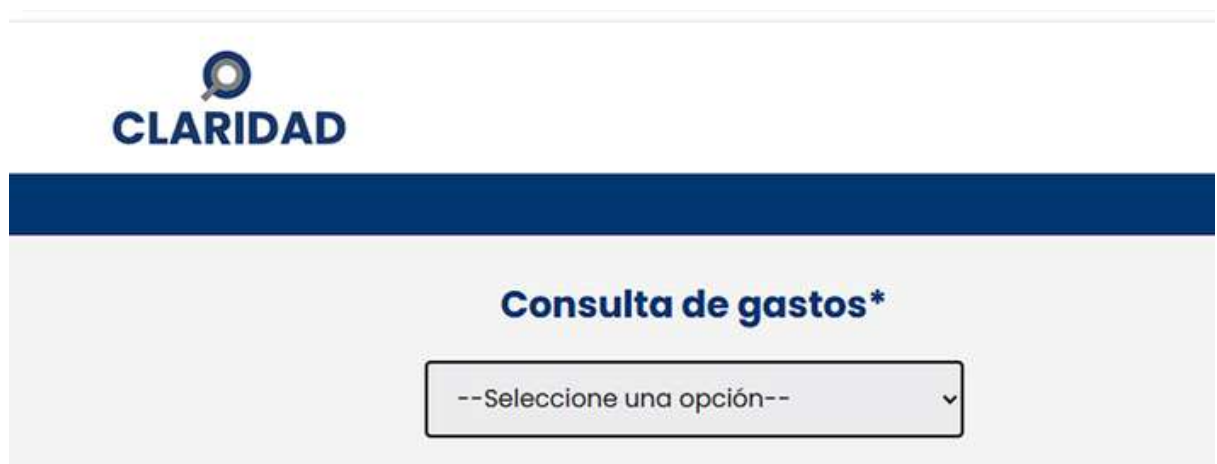 CLARIDAD
Consulta de gastos*
--Seleccione una opción--